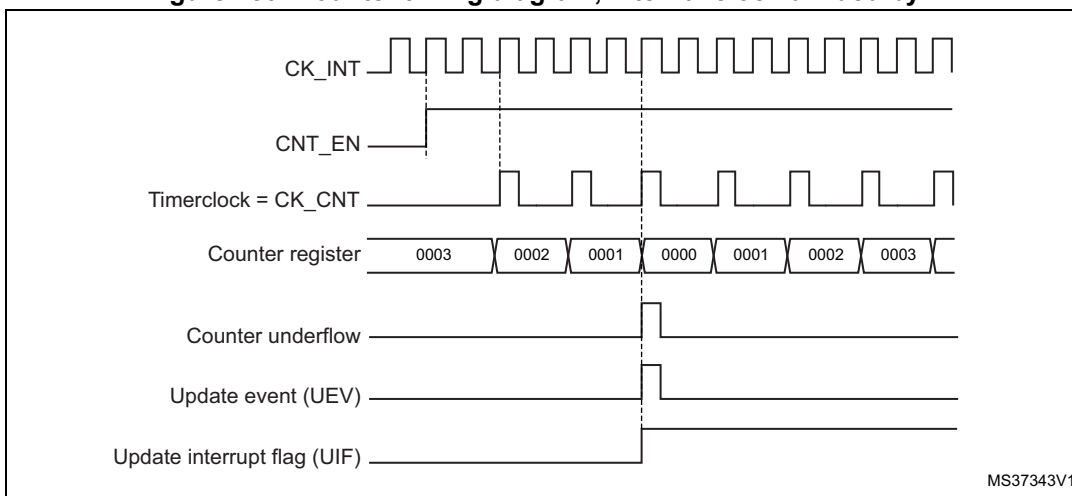 CK_INT
CNT_EN
Timerclock = CK_CNT
Counter register 0003 0002 0001 0000 0001 0002 0003
Counter underflow
Update event (UEV)
Update interrupt flag (UIF)
MS37343V1